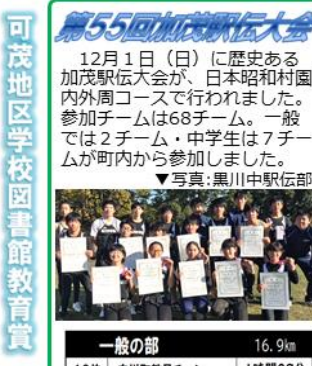 可茂地区学校図書館教育賞
第55回加茂駅伝大会
12月1日(日)に歴史ある
加茂駅伝大会が、日本昭和村園
内外周コースで行われました。
参加チームは68チーム。一般
では2チーム・中学生は7チー
ムが町内から参加しました。
▼写真:黒川中駅伝部
一般の部 16.9㎞